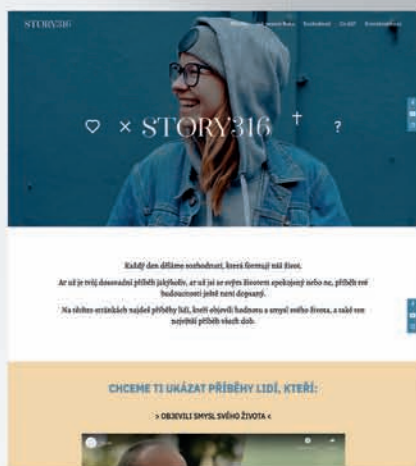 STORY316
♡ × STORY316 † ?
Každý den děláme rozhodnutí, která formují náš život.
Ať už je tvůj dosavadní příběh jakýkoliv, ať už jsi se svým životem spokojený nebo ne, příběh tvé
budoucnosti ještě není dopsaný.
Na těchto stránkách najdeš příběhy lidí, kteří objevili hodnotu a smysl svého života, a také ten
největší příběh všech dob.
CHCEME TI UKÁZAT PŘÍBĚHY LIDÍ, KTEŘÍ:
> OBJEVILI SMYSL SVÉHO ŽIVOTA <